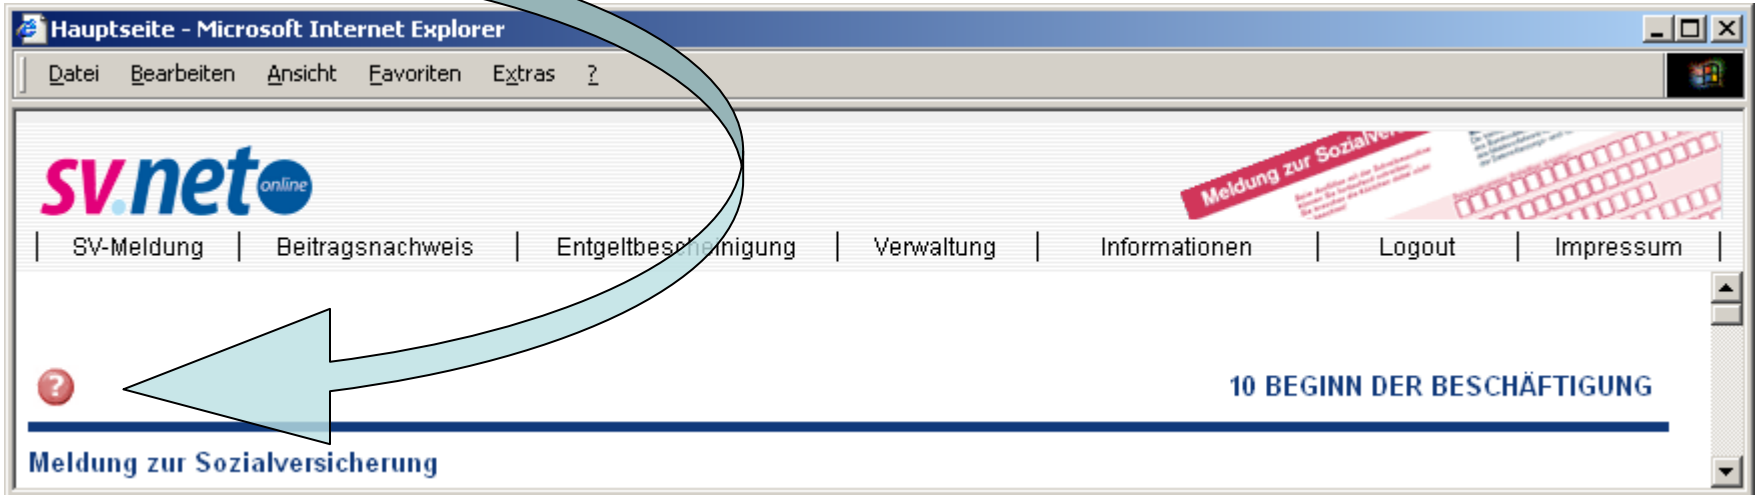 Hauptseite - Microsoft Internet Explorer
Datei Bearbeiten Ansicht Favoriten Extras ?
sv.net online
Meldung zur Sozialver
SV-Meldung Beitragsnachweis Entgeltbescheinigung Verwaltung Informationen Logout Impressum
?
10 BEGINN DER BESCHÄFTIGUNG
Meldung zur Sozialversicherung